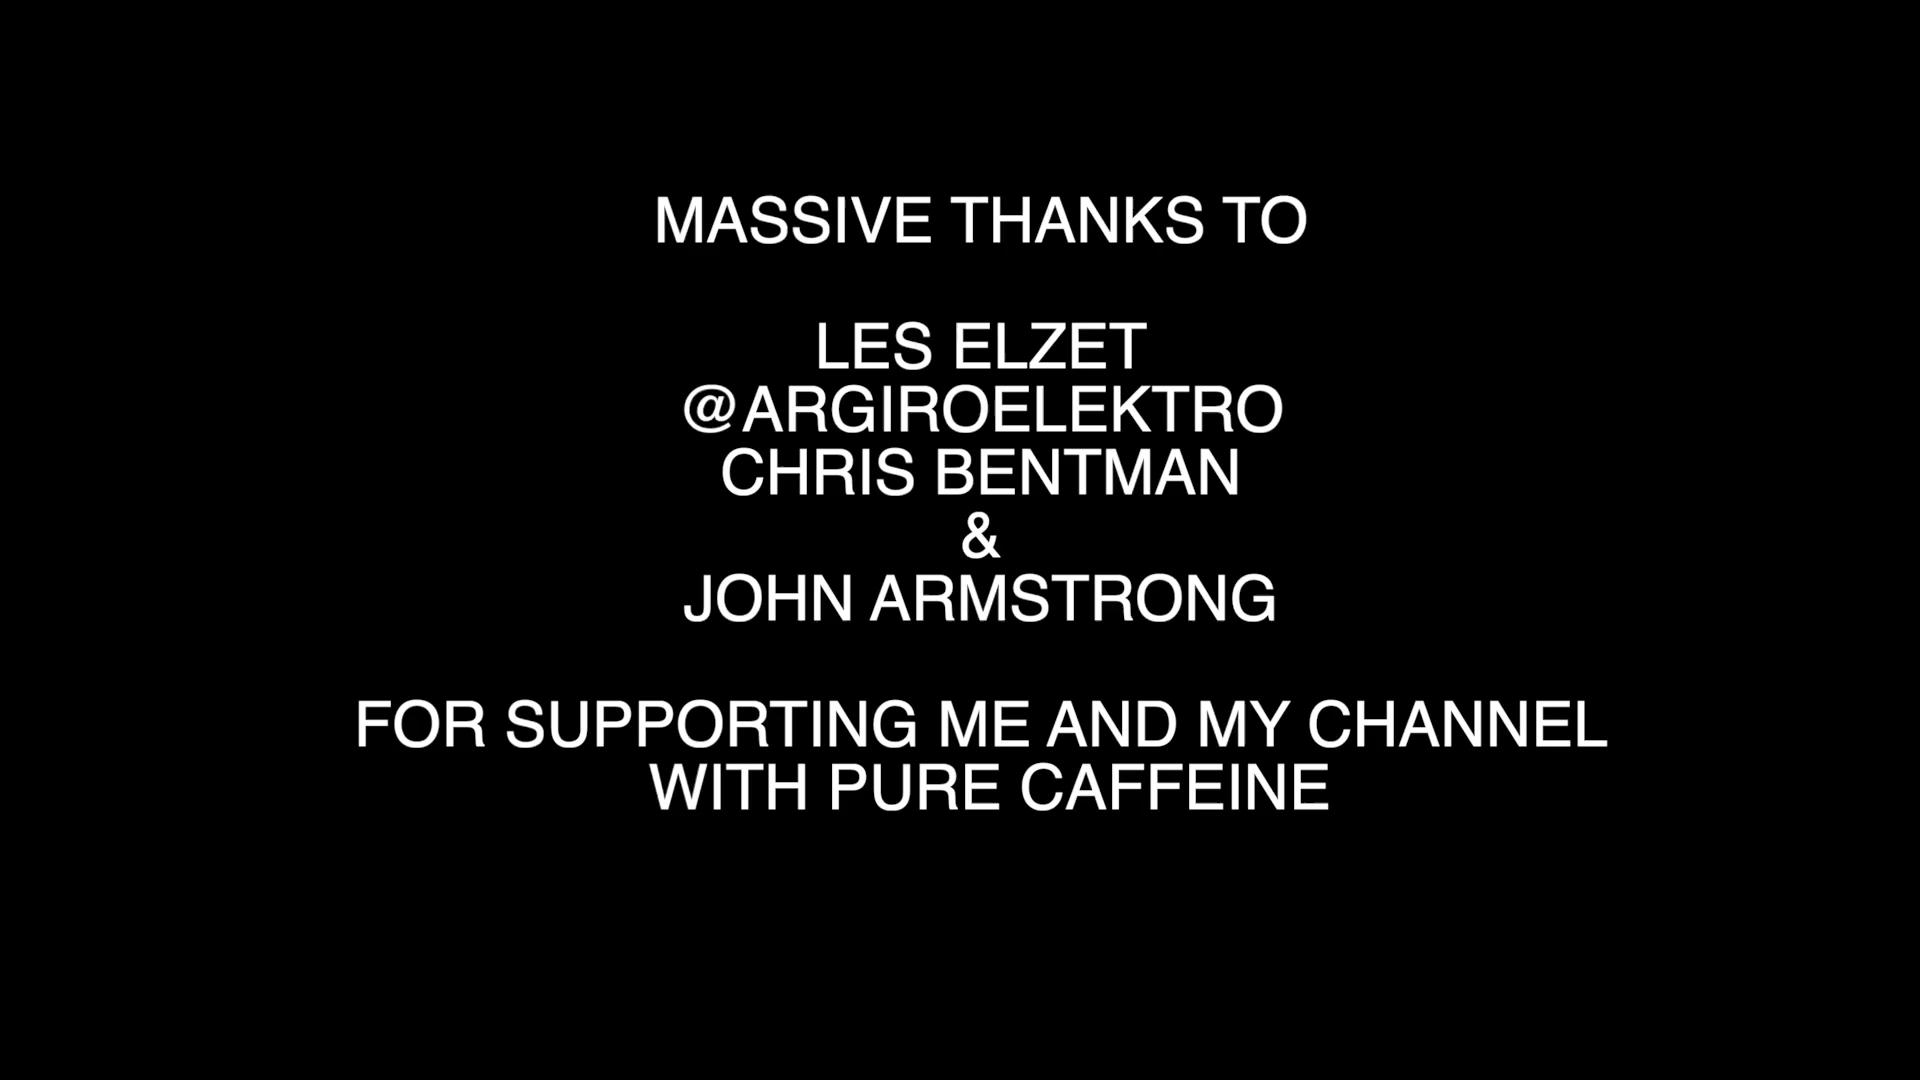 MASSIVE THANKS TO
LES ELZET
@ARGIROELEKTRO
CHRIS BENTMAN
&
JOHN ARMSTRONG
FOR SUPPORTING ME AND MY CHANNEL
WITH PURE CAFFEINE